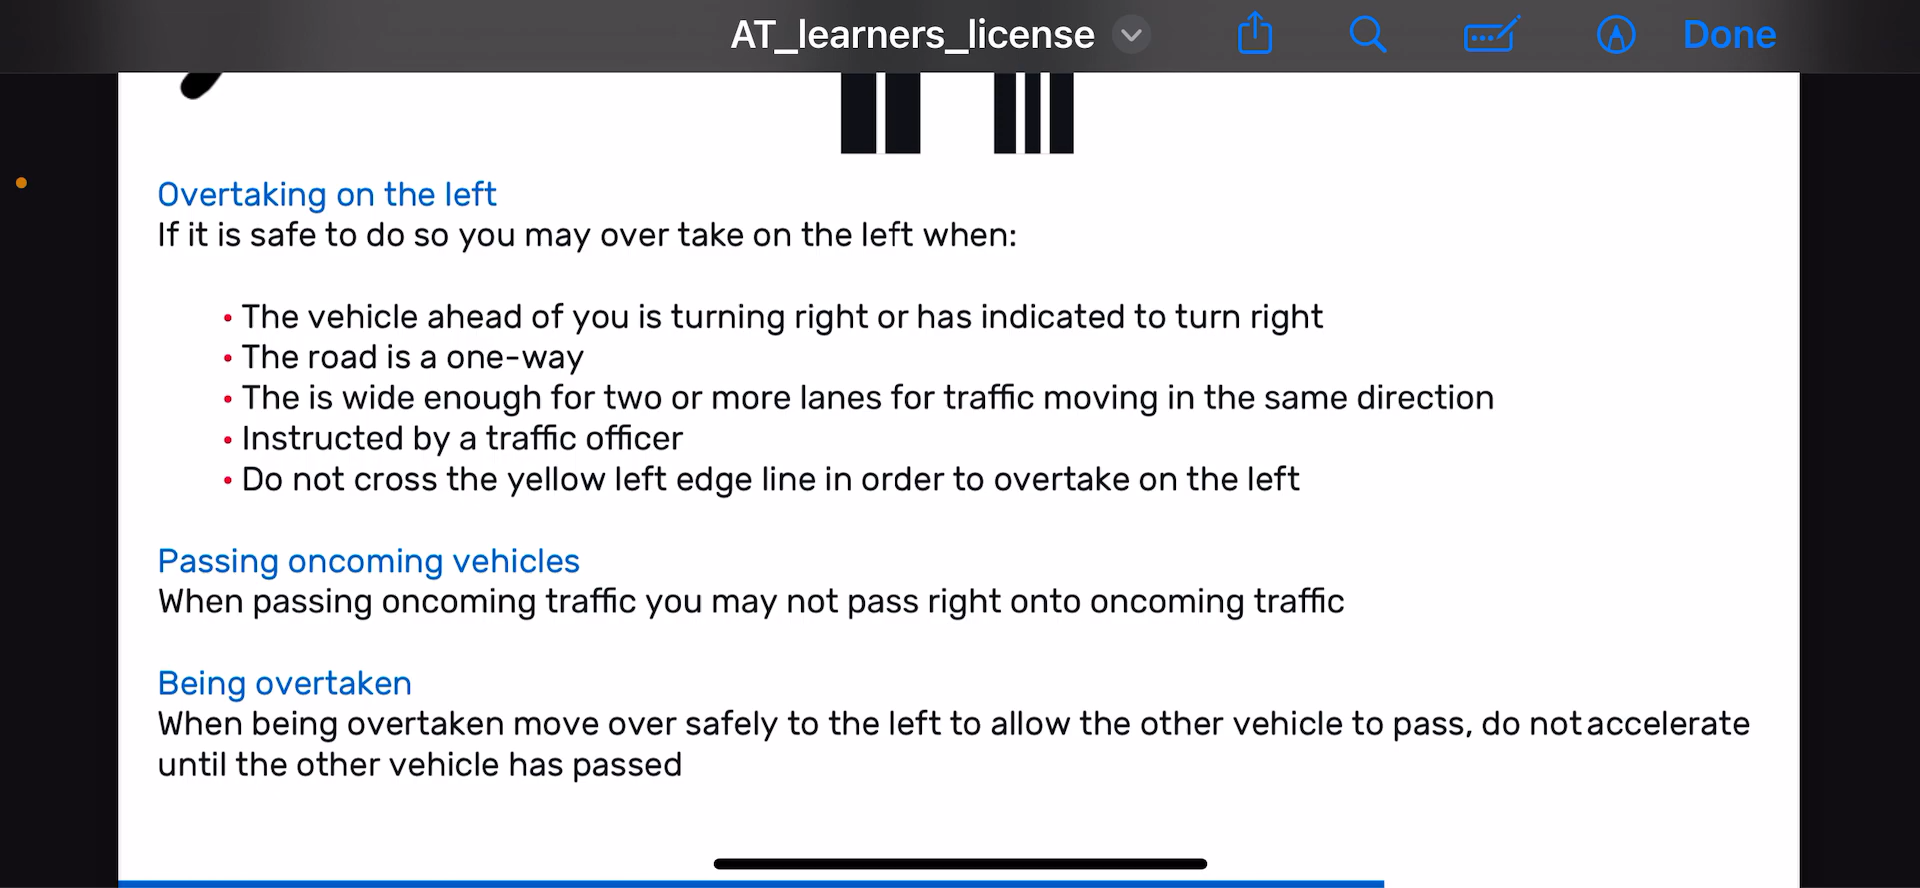 AT_learners_license
Done
Overtaking on the left
If it is safe to do so you may over take on the left when:
• The vehicle ahead of you is turning right or has indicated to turn right
• The road is a one-way
• The is wide enough for two or more lanes for traffic moving in the same direction
• Instructed by a traffic officer
• Do not cross the yellow left edge line in order to overtake on the left
Passing oncoming vehicles
When passing oncoming traffic you may not pass right onto oncoming traffic
Being overtaken
When being overtaken move over safely to the left to allow the other vehicle to pass, do not accelerate
until the other vehicle has passed